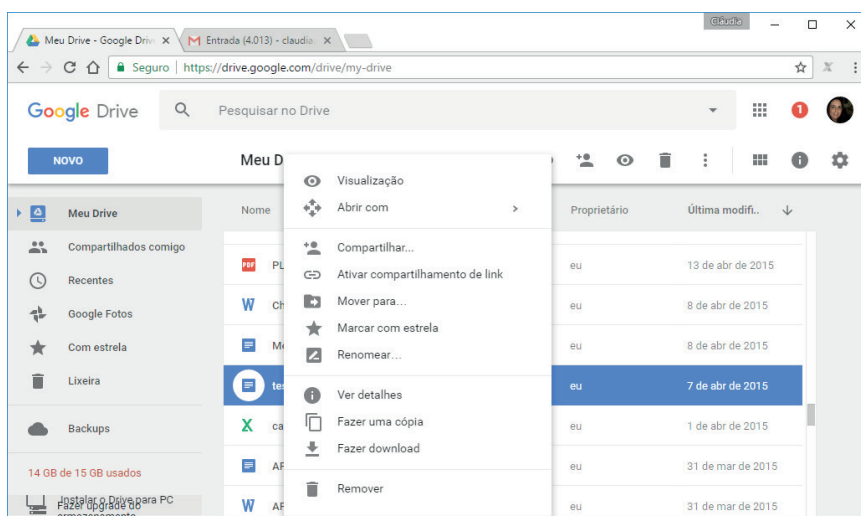 Cláudia
Meu Drive - Google Driv
Entrada (4.013) - claudia.
Seguro
https://drive.google.com/drive/my-drive
Google Drive
Pesquisar no Drive
1
NOVO
Meu D
Meu Drive
Compartilhados comigo
Recentes
Google Fotos
Com estrela
Lixeira
Backups
14 GB de 15 GB usados
Instalar o Drive para PC
Fazer upgrade do
armazenamento
Nome
Proprietário
Última modifi..
PDF PL
eu
13 de abr de 2015
W Ch
eu
8 de abr de 2015
Me
eu
8 de abr de 2015
tes
eu
7 de abr de 2015
X ca
eu
1 de abr de 2015
AF
eu
31 de mar de 2015
W AF
eu
31 de mar de 2015
Visualização
Abrir com
Compartilhar...
Ativar compartilhamento de link
Mover para...
Marcar com estrela
Renomear...
Ver detalhes
Fazer uma cópia
Fazer download
Remover